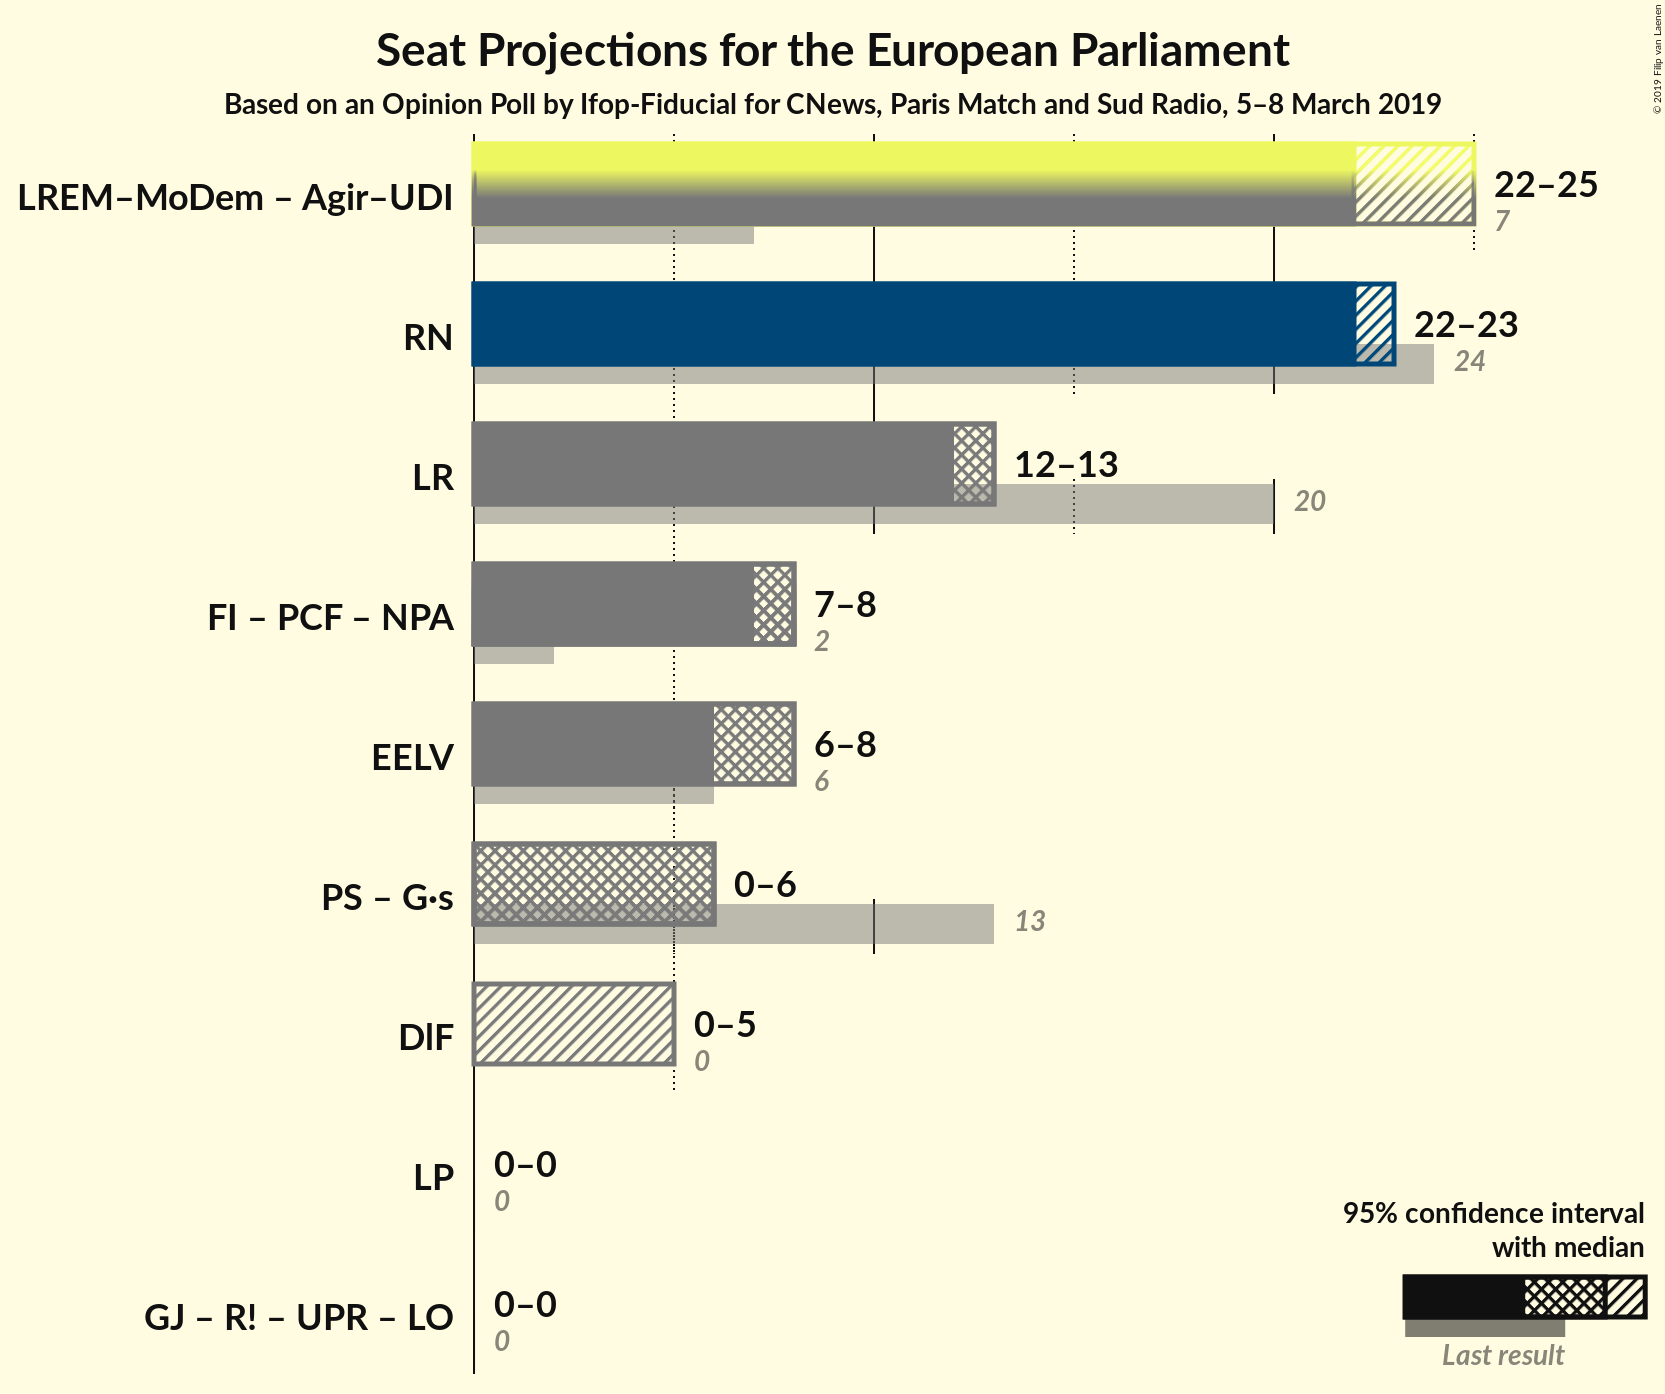 Seat Projections for the European Parliament
Based on an Opinion Poll by Ifop-Fiducial for CNews, Paris Match and Sud Radio, 5–8 March 2019
© 2019 Filip van Laenen
LREM–MoDem – Agir–UDI
22–25
7
RN
22–23
24
LR
12–13
20
FI – PCF – NPA
7–8
2
EELV
6–8
6
PS – G·s
0–6
13
DlF
0–5
0
LP
0–0
0
GJ – R! – UPR – LO
0–0
0
95% confidence interval
with median
Last result